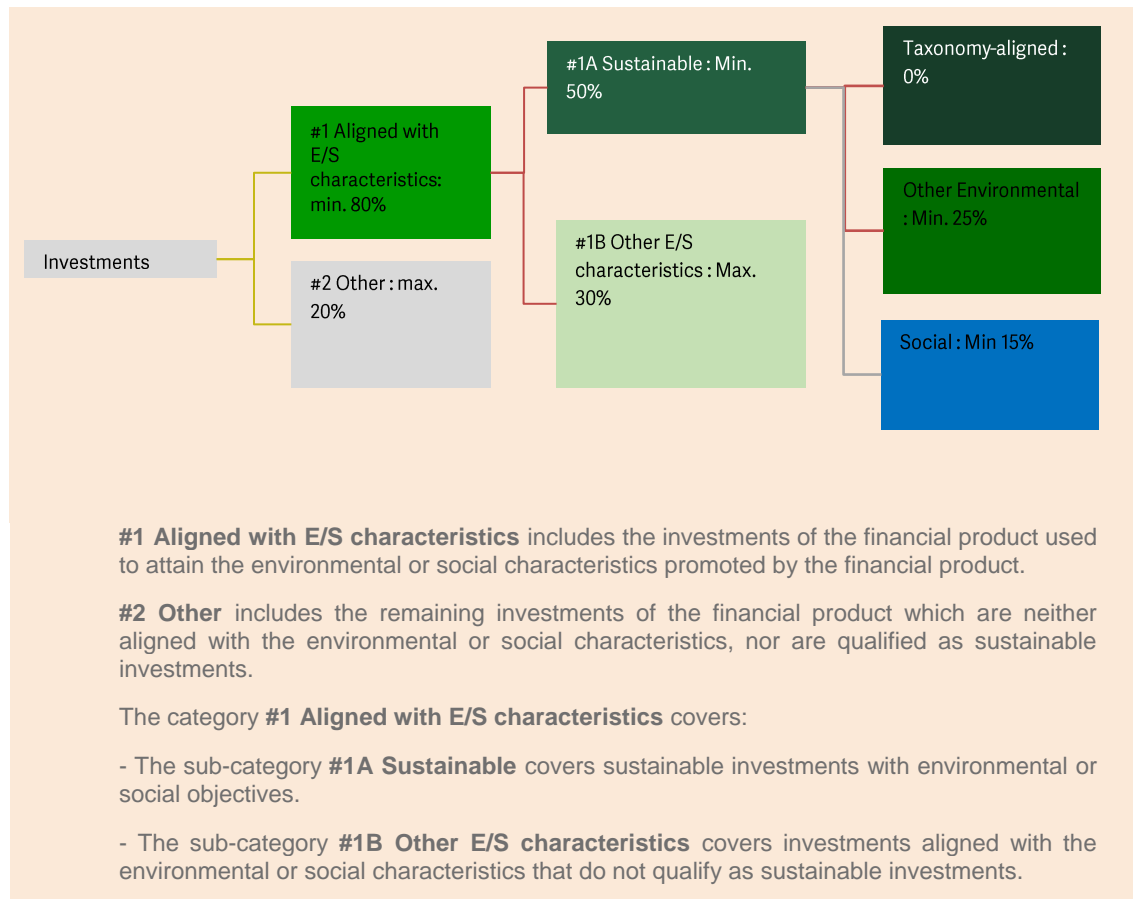 Investments
#1 Aligned with
E/S
characteristics:
min. 80%
#2 Other : max.
20%
#1A Sustainable : Min.
50%
#1B Other E/S
characteristics : Max.
30%
Taxonomy-aligned :
0%
Other Environmental
: Min. 25%
Social : Min 15%
#1 Aligned with E/S characteristics includes the investments of the financial product used
to attain the environmental or social characteristics promoted by the financial product.
#2 Other includes the remaining investments of the financial product which are neither
aligned with the environmental or social characteristics, nor are qualified as sustainable
investments.
The category #1 Aligned with E/S characteristics covers:
- The sub-category #1A Sustainable covers sustainable investments with environmental or
social objectives.
- The sub-category #1B Other E/S characteristics covers investments aligned with the
environmental or social characteristics that do not qualify as sustainable investments.